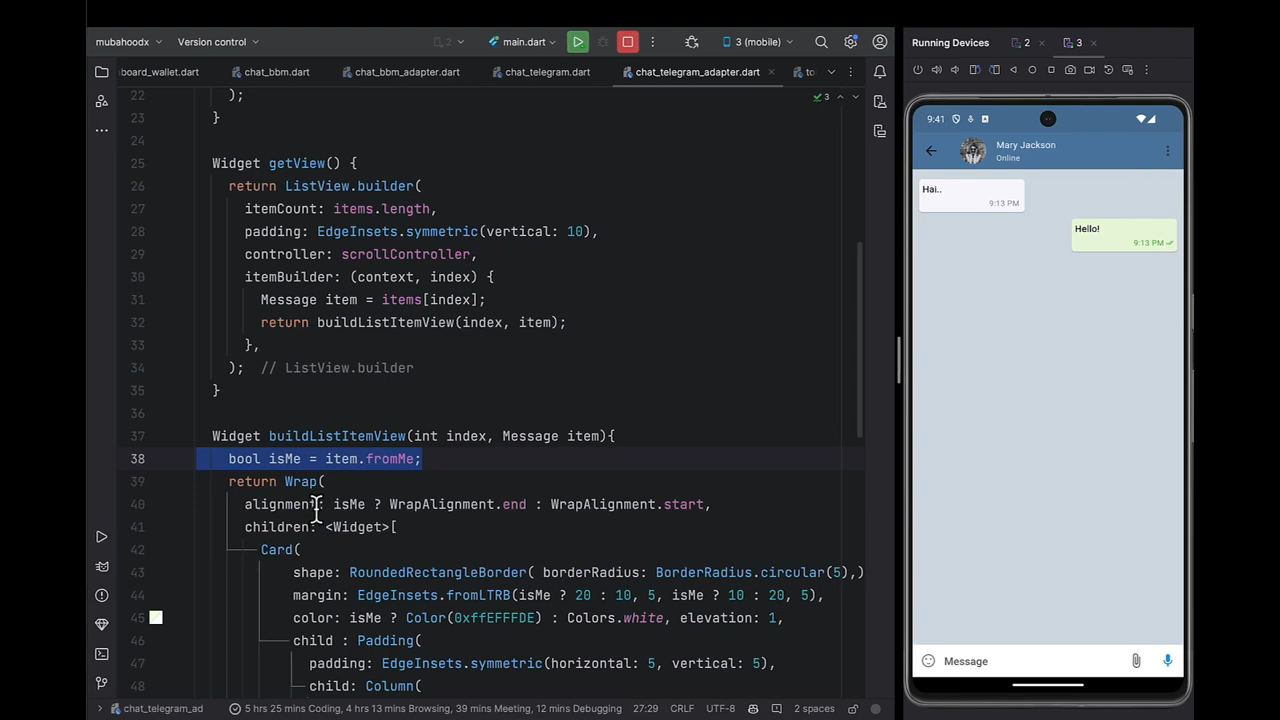 mubahoodx
Version control
2
main.dart
3 (mobile)
Running Devices
2
3
board_wallet.dart
chat_bbm.dart
chat_bbm_adapter.dart
chat_telegram.dart
chat_telegram_adapter.dart
to
3
22 );
23 }
24
25 Widget getView() {
26 return ListView.builder(
27 itemCount: items.length,
28 padding: EdgeInsets.symmetric(vertical: 10),
29 controller: scrollController,
30 itemBuilder: (context, index) {
31 Message item = items[index];
32 return buildListItemView(index, item);
33 },
34 ); // ListView.builder
35 }
36
37 Widget buildListItemView(int index, Message item){
38 bool isMe = item.fromMe;
39 return Wrap(
40 alignment: isMe ? WrapAlignment.end : WrapAlignment.start,
41 children: <Widget>[
42 Card(
43 shape: RoundedRectangleBorder( borderRadius: BorderRadius.circular(5),)
44 margin: EdgeInsets.fromLTRB(isMe ? 20 : 10, 5, isMe ? 10 : 20, 5),
45 color: isMe ? Color(0xffEFFFDE) : Colors.white, elevation: 1,
46 child : Padding(
47 padding: EdgeInsets.symmetric(horizontal: 5, vertical: 5),
48 child: Column(
chat_telegram_ad
5 hrs 25 mins Coding, 4 hrs 13 mins Browsing, 39 mins Meeting, 12 mins Debugging
27:29
CRLF
UTF-8
2 spaces
9:41
Mary Jackson
Online
Hai..
9:13 PM
Hello!
9:13 PM
Message